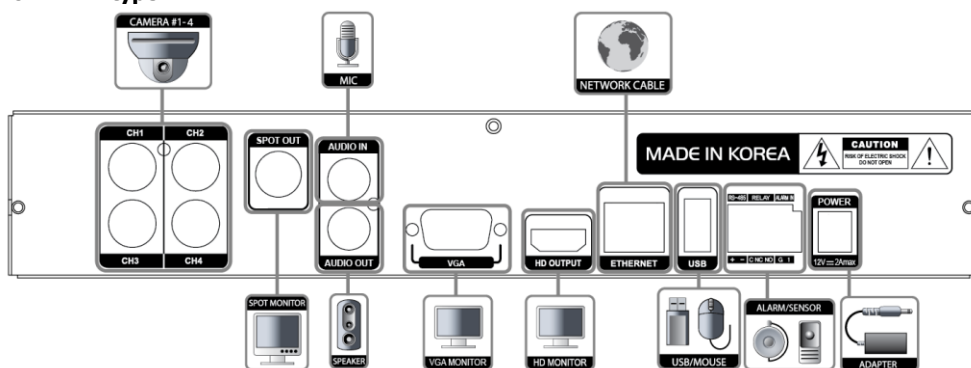 CAMERA #1-4
MIC
NETWORK CABLE
CH1 CH2
SPOT OUT
AUDIO IN
MADE IN KOREA
CAUTION
RISK OF ELECTRIC SHOCK
DO NOT OPEN
RS-485 RELAY ALARM IN
POWER
CH3 CH4
AUDIO OUT
VGA
HD OUTPUT
ETHERNET
USB
+ - C NC NO G 1
12V 2Amax
SPOT MONITOR
SPEAKER
VGA MONITOR
HD MONITOR
USB/MOUSE
ALARM/SENSOR
ADAPTER